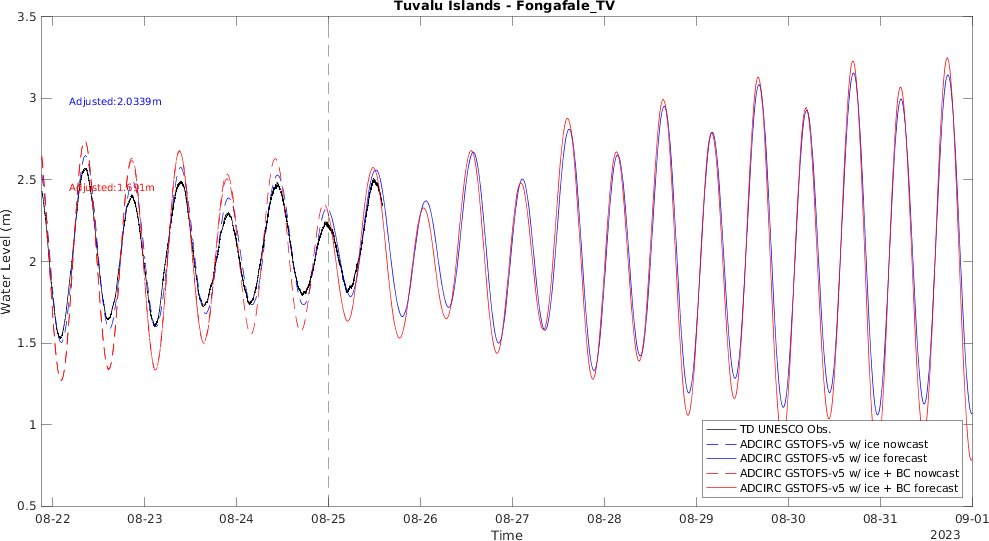 Tuvalu Islands - Fongafale_TV
3.5
3
2.5
2
1.5
1
0.5
Water Level (m)
Adjusted:2.0339m
Adjusted:1.691m
TD UNESCO Obs.
ADCIRC GSTOFS-v5 w/ ice nowcast
ADCIRC GSTOFS-v5 w/ ice forecast
ADCIRC GSTOFS-v5 w/ ice + BC nowcast
ADCIRC GSTOFS-v5 w/ ice + BC forecast
08-22 08-23 08-24 08-25 08-26 08-27 08-28 08-29 08-30 08-31 09-01
Time
2023